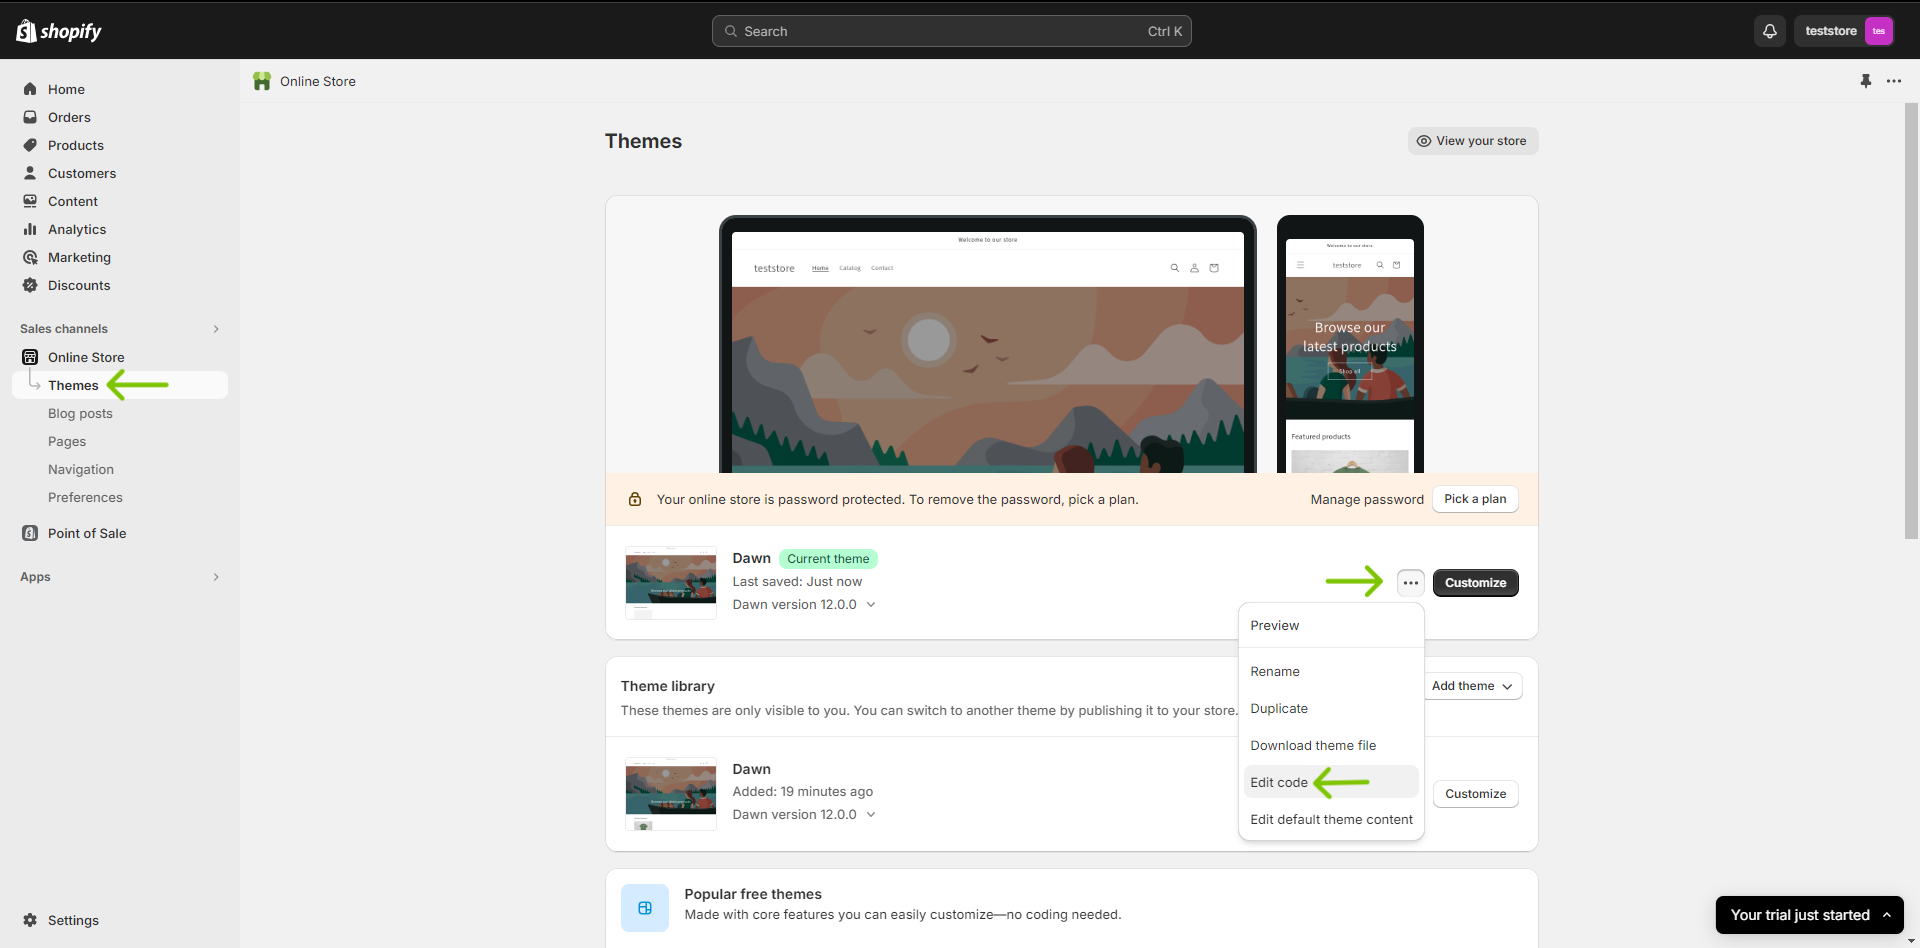 shopify
Search
Ctrl K
teststore
tes
Home
Orders
Products
Customers
Content
Analytics
Marketing
Discounts
Sales channels
Online Store
Themes
Blog posts
Pages
Navigation
Preferences
Point of Sale
Apps
Settings
Online Store
Themes
View your store
Welcome to our store
teststore
Home
Catalog
Contact
Welcome to our store
teststore
Browse our
latest products
Shop all
Featured products
Your online store is password protected. To remove the password, pick a plan.
Manage password
Pick a plan
Dawn
Current theme
Last saved: Just now
Dawn version 12.0.0
Customize
Preview
Rename
Duplicate
Download theme file
Edit code
Edit default theme content
Theme library
These themes are only visible to you. You can switch to another theme by publishing it to your store.
Add theme
Dawn
Added: 19 minutes ago
Dawn version 12.0.0
Customize
Popular free themes
Made with core features you can easily customize—no coding needed.
Your trial just started